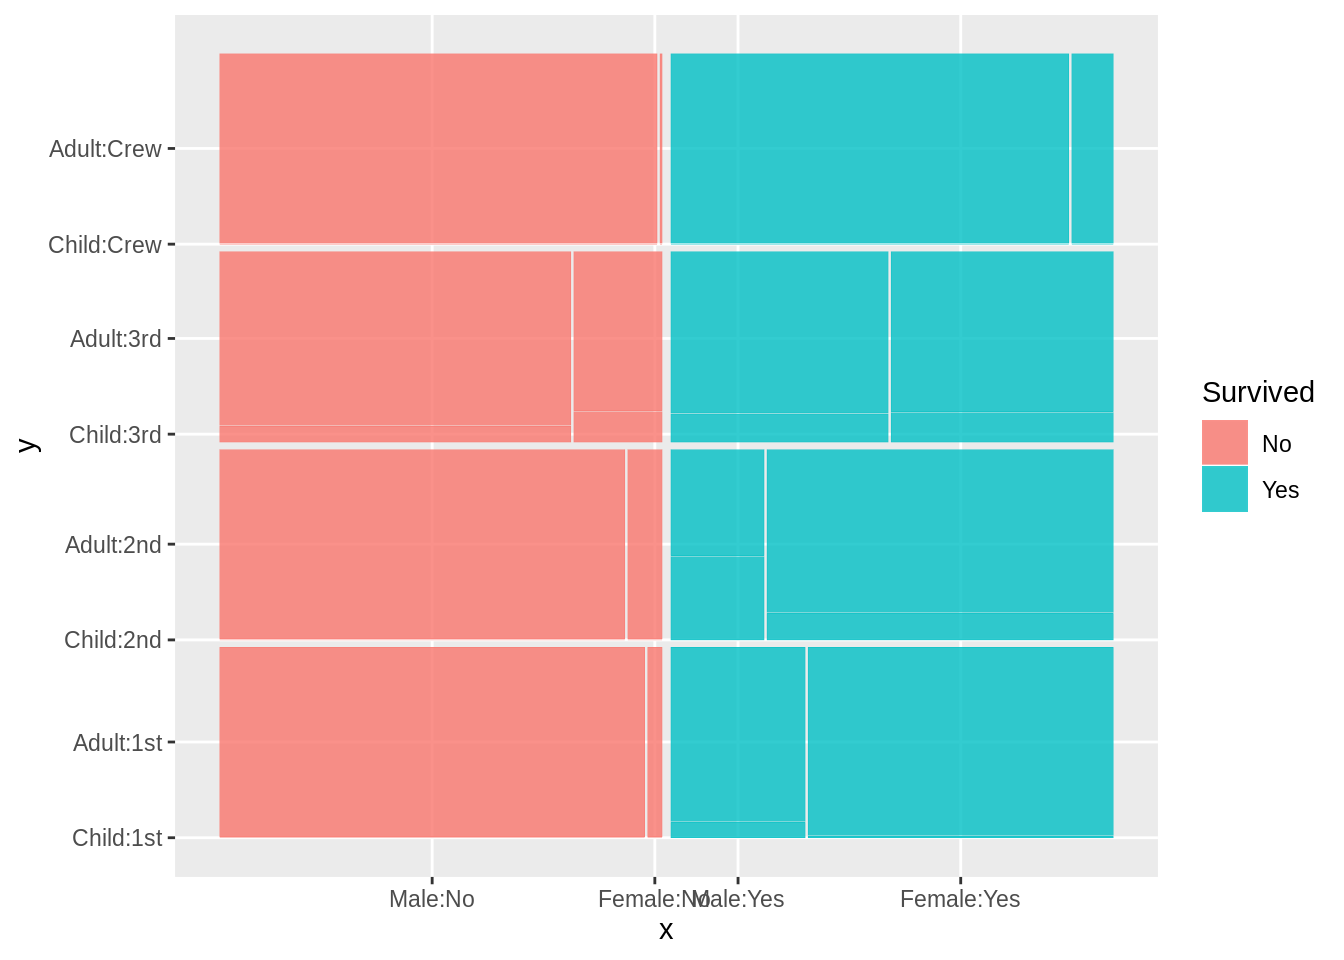 Adult:Crew
Child:Crew
Adult:3rd
Child:3rd
Adult:2nd
Child:2nd
Adult:1st
Child:1st
y
Male:No
Female:No
Male:Yes
Female:Yes
x
Survived
No
Yes